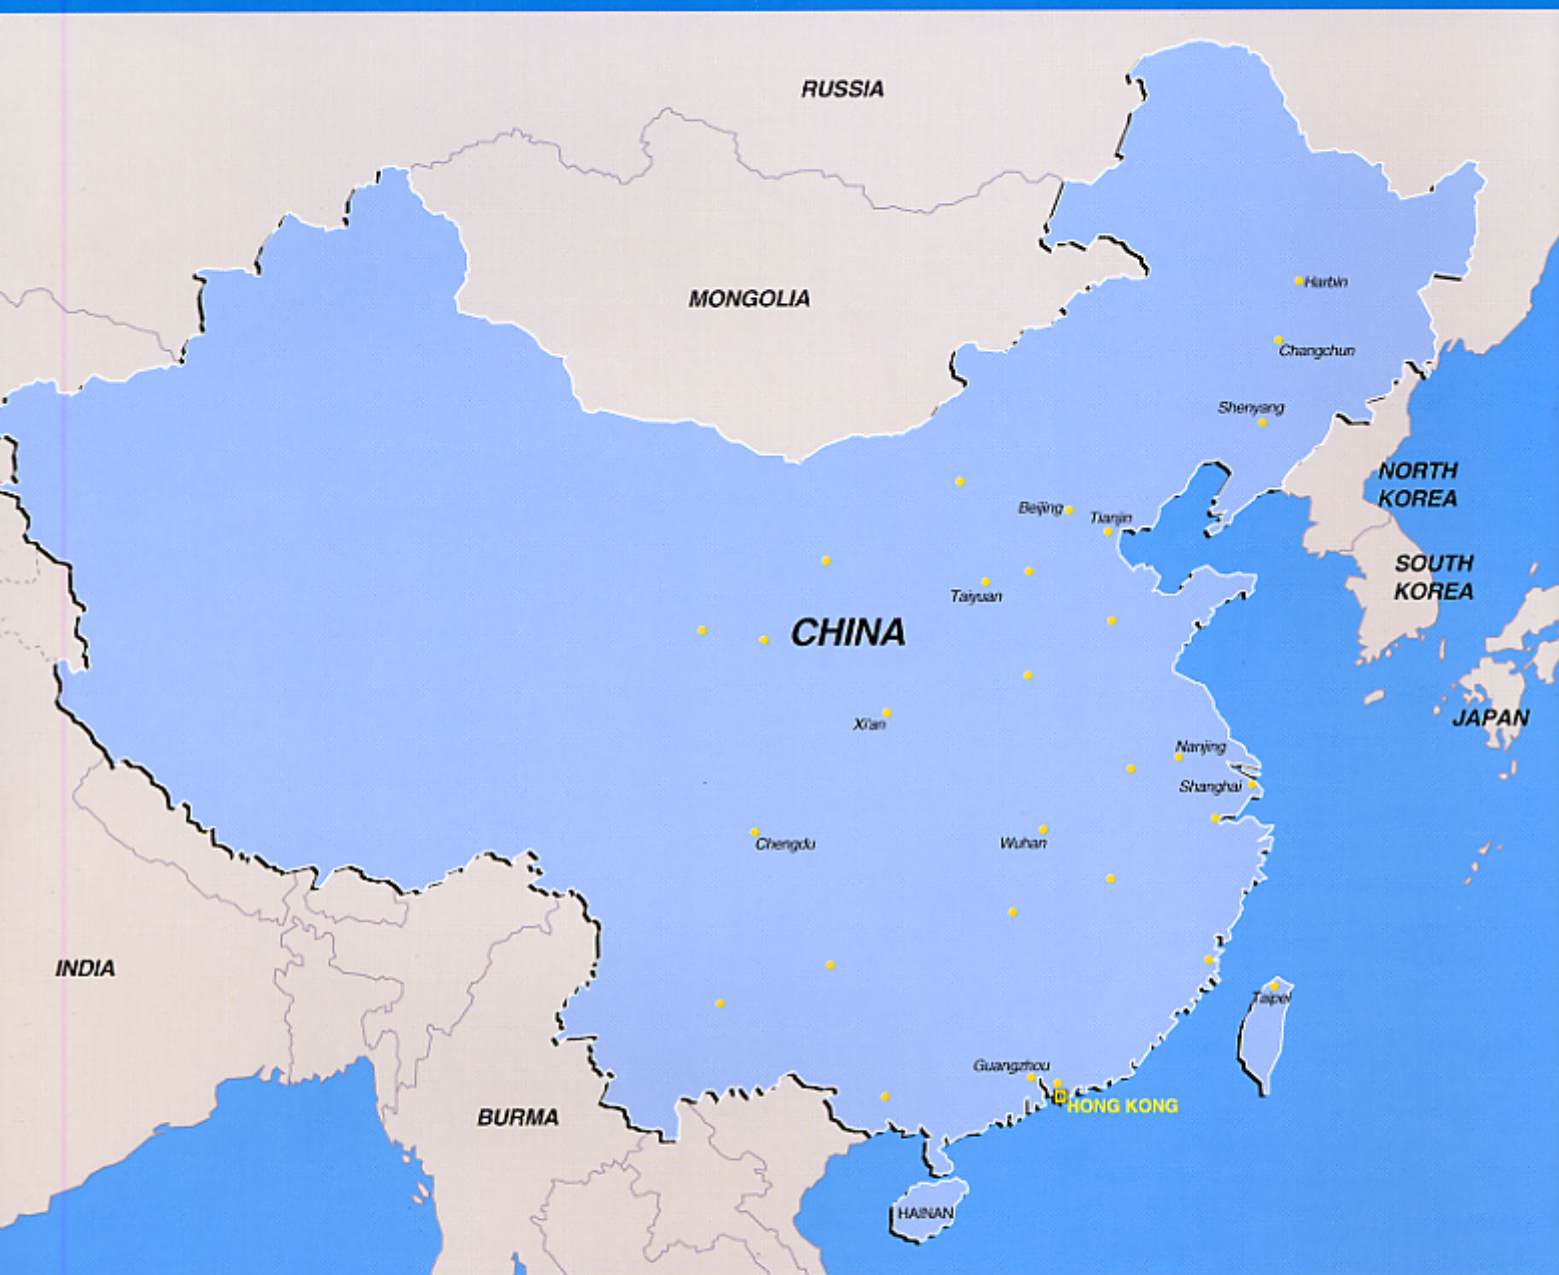 RUSSIA
MONGOLIA
Harbin
Changchun
Shenyang
NORTH
KOREA
Beijing
Tianjin
SOUTH
KOREA
Taiyuan
CHINA
JAPAN
Xi'an
Nanjing
Shanghai
Chengdu
Wuhan
INDIA
Taipei
Guangzhou
HONG KONG
BURMA
HAINAN